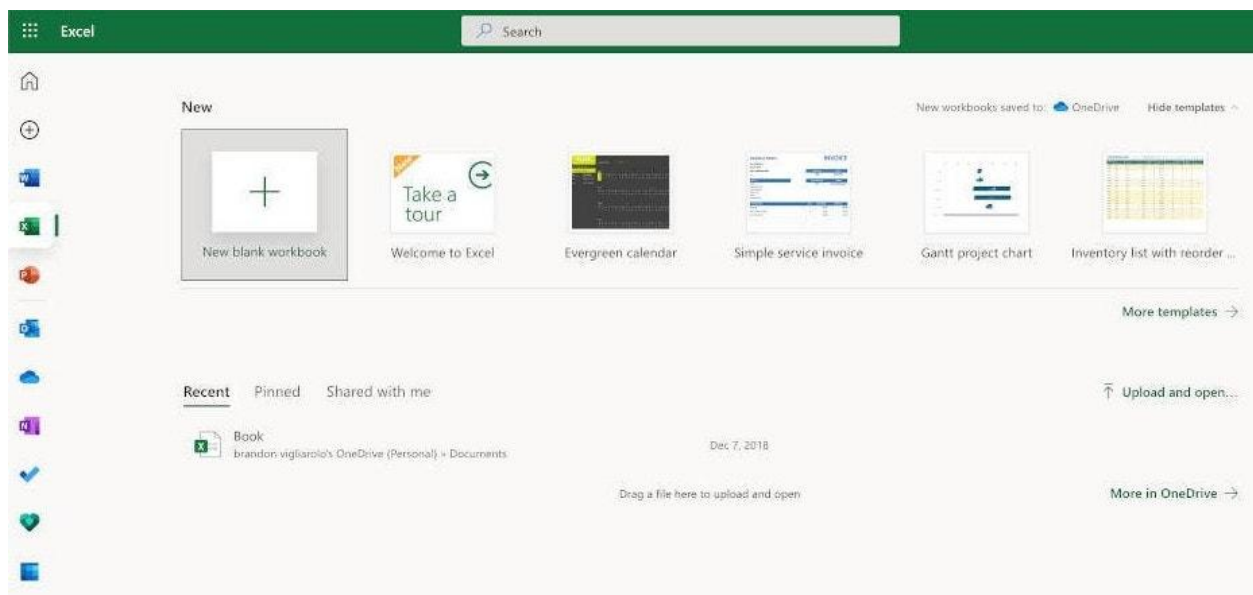 Excel
Search
New
New workbooks saved to: OneDrive
Hide templates
Take a
tour
INVOICE
New blank workbook
Welcome to Excel
Evergreen calendar
Simple service invoice
Gantt project chart
Inventory list with reorder ...
More templates →
Recent Pinned Shared with me
Upload and open...
Book
brandon vigliarolo's OneDrive (Personal) » Documents
Dec 7, 2018
Drag a file here to upload and open
More in OneDrive →